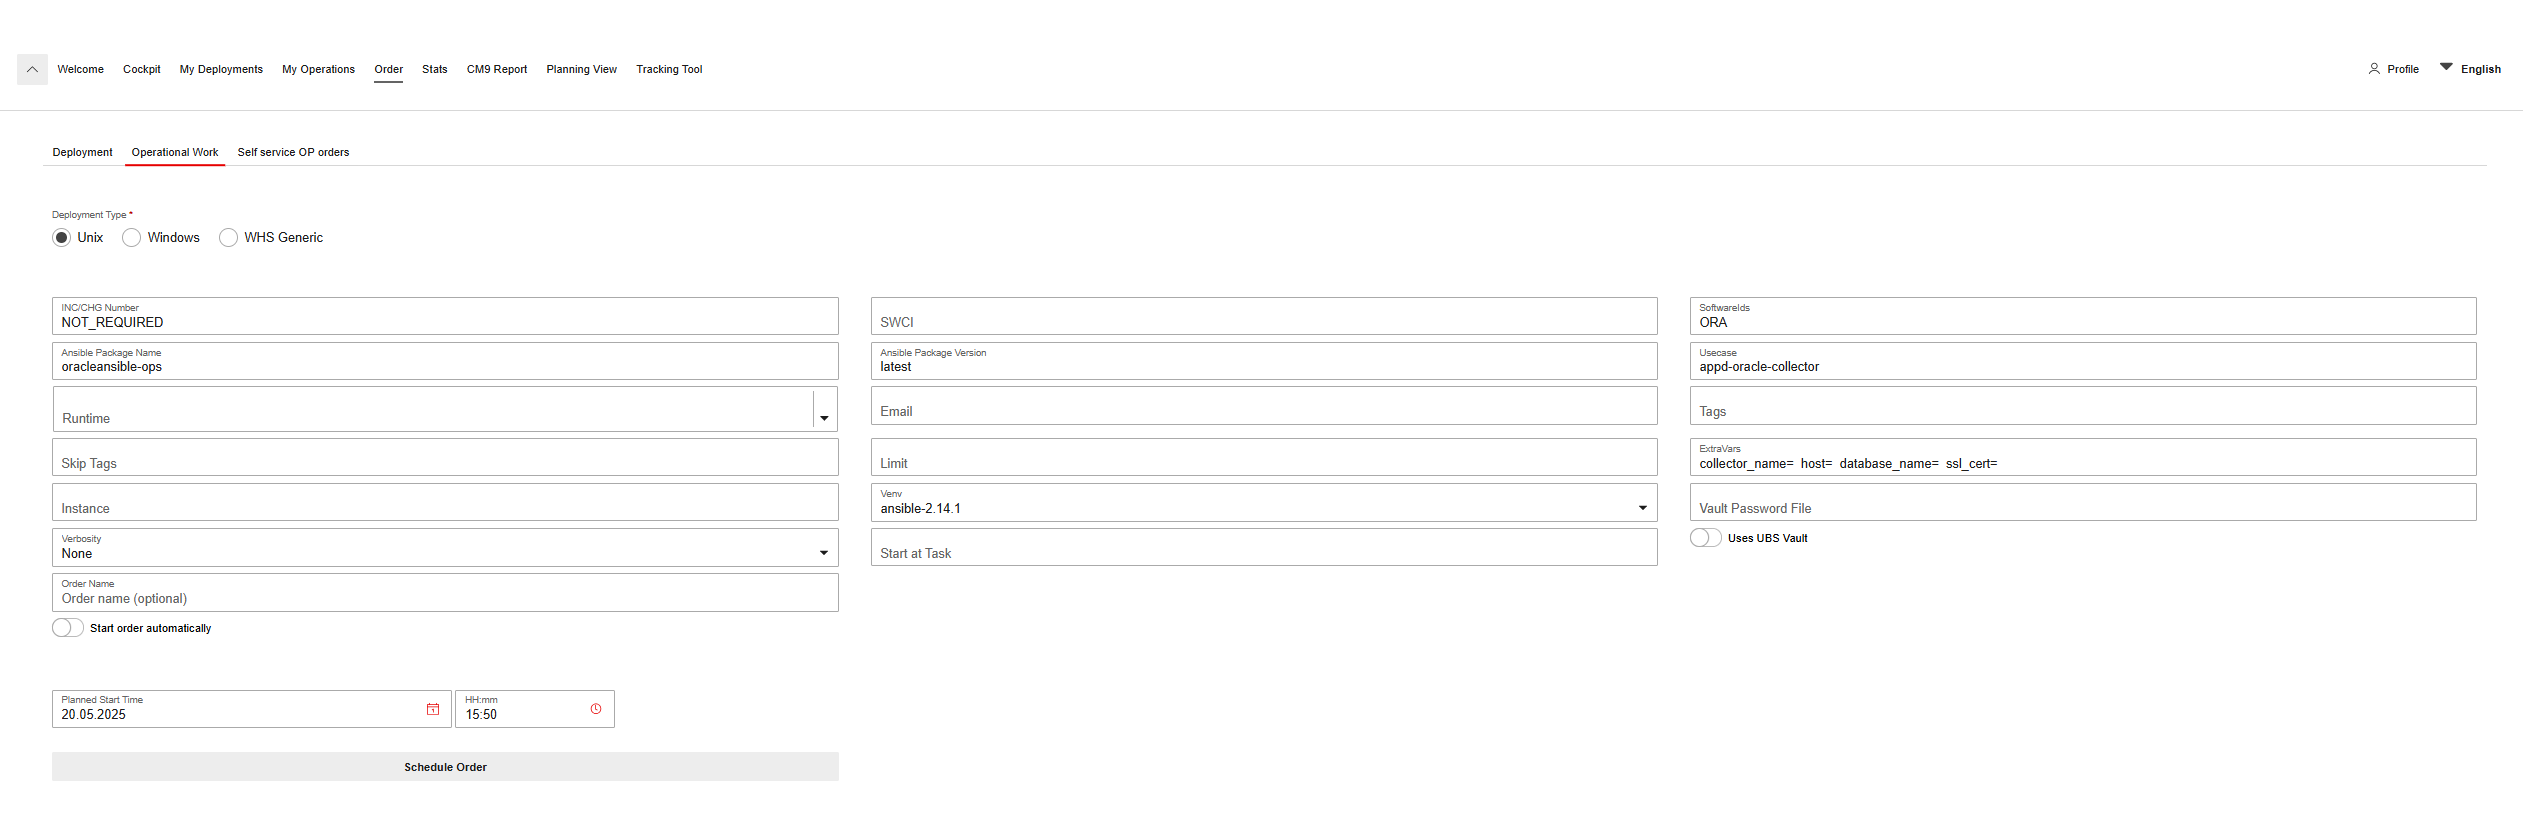 Welcome Cockpit My Deployments My Operations Order Stats CM9 Report Planning View Tracking Tool Profile English
Deployment Operational Work Self service OP orders
Deployment Type *
Unix Windows WHS Generic
INC/CHG Number
NOT_REQUIRED
SWCI
SoftwareIds
ORA
Ansible Package Name
oracleansible-ops
Ansible Package Version
latest
Usecase
appd-oracle-collector
Runtime
Email
Tags
Skip Tags
Limit
ExtraVars
collector_name= host= database_name= ssl_cert=
Instance
Venv
ansible-2.14.1
Vault Password File
Verbosity
None
Start at Task
Uses UBS Vault
Order Name
Order name (optional)
Start order automatically
Planned Start Time
20.05.2025
HH:mm
15:50
Schedule Order